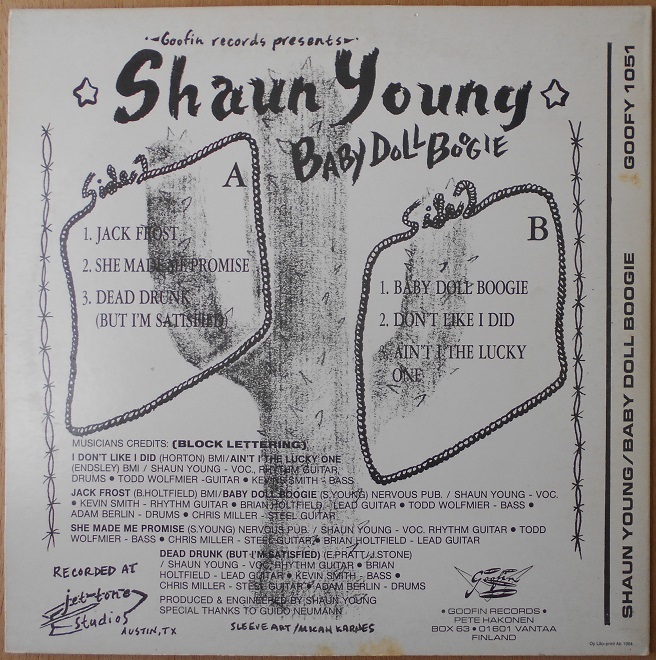 Goofin records presents
Shaun Young
BABY DOLL BOOGIE
Side 1
A
1. JACK FROST
2. SHE MADE ME PROMISE
3. DEAD DRUNK
(BUT I'M SATISFIED)
Side 2
B
1. BABY DOLL BOOGIE
2. DON'T LIKE I DID
3. AIN'T I THE LUCKY
ONE
MUSICIANS CREDITS: (BLOCK LETTERING)
I DON'T LIKE I DID (HORTON) BMI/AIN'T I THE LUCKY ONE
(ENDSLEY) BMI / SHAUN YOUNG - VOC., RHYTHM GUITAR,
DRUMS • TODD WOLFMIER -GUITAR • KEVIN SMITH - BASS
JACK FROST (B.HOLTFIELD) BMI/BABY DOLL BOOGIE (S.YOUNG) NERVOUS PUB. / SHAUN YOUNG - VOC.
• KEVIN SMITH - RHYTHM GUITAR • BRIAN HOLTFIELD - LEAD GUITAR • TODD WOLFMIER - BASS •
ADAM BERLIN - DRUMS • CHRIS MILLER - STEEL GUITAR
SHE MADE ME PROMISE (S.YOUNG) NERVOUS PUB. / SHAUN YOUNG - VOC. RHYTHM GUITAR • TODD
WOLFMIER - BASS • CHRIS MILLER - STEEL GUITAR • BRIAN HOLTFIELD - LEAD GUITAR
DEAD DRUNK (BUT I'M SATISFIED) (E.PRATT/J.STONE)
/ SHAUN YOUNG - VOC. RHYTHM GUITAR • BRIAN
HOLTFIELD - LEAD GUITAR • KEVIN SMITH - BASS •
CHRIS MILLER - STEEL GUITAR • ADAM BERLIN - DRUMS
PRODUCED & ENGINEERED BY SHAUN YOUNG
SPECIAL THANKS TO GUIDO NEUMANN
RECORDED AT
jet-tone
Studios
AUSTIN, TX
SLEEVE ART / MICAH KARNES
Goofin
• GOOFIN RECORDS •
PETE HAKONEN
BOX 63 • 01601 VANTAA
FINLAND
SHAUN YOUNG/BABY DOLL BOOGIE
GOOFY 1051